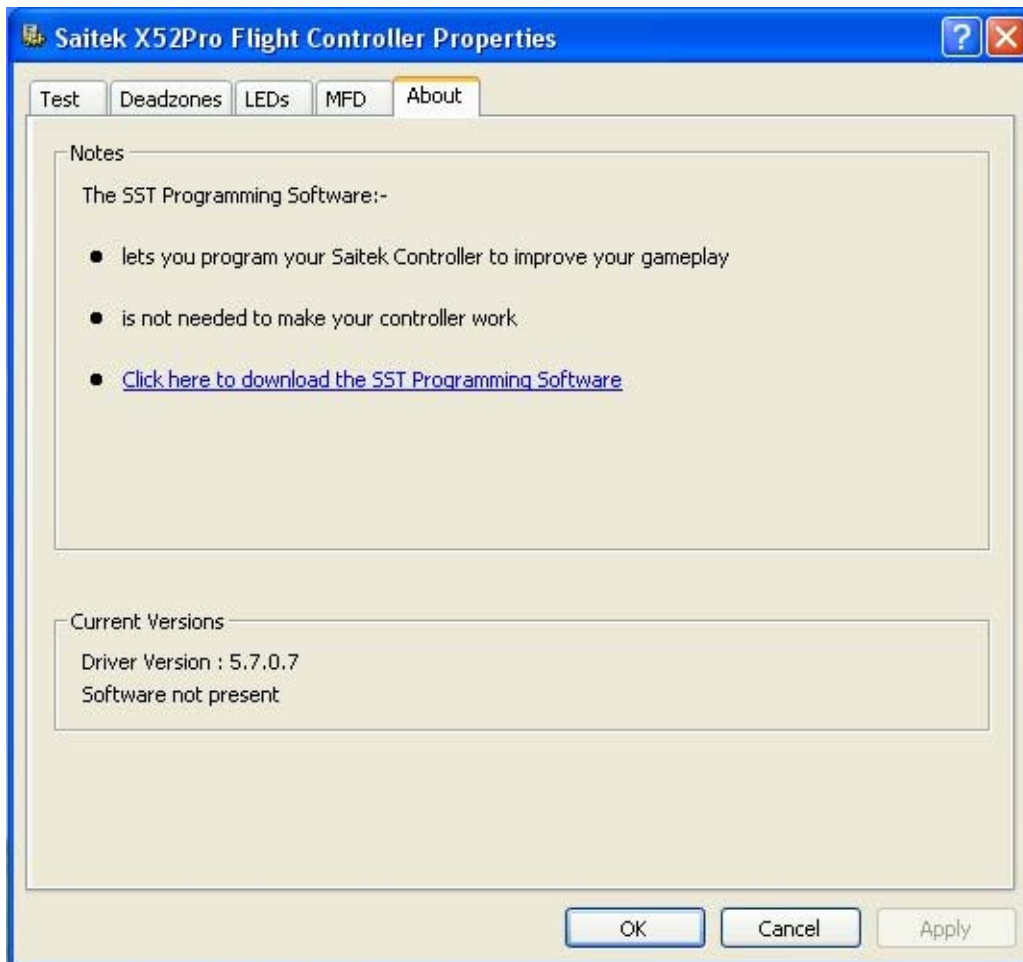 Saitek X52Pro Flight Controller Properties
Test Deadzones LEDs MFD About
Notes
The SST Programming Software:-
lets you program your Saitek Controller to improve your gameplay
is not needed to make your controller work
Click here to download the SST Programming Software
Current Versions
Driver Version : 5.7.0.7
Software not present
OK Cancel Apply